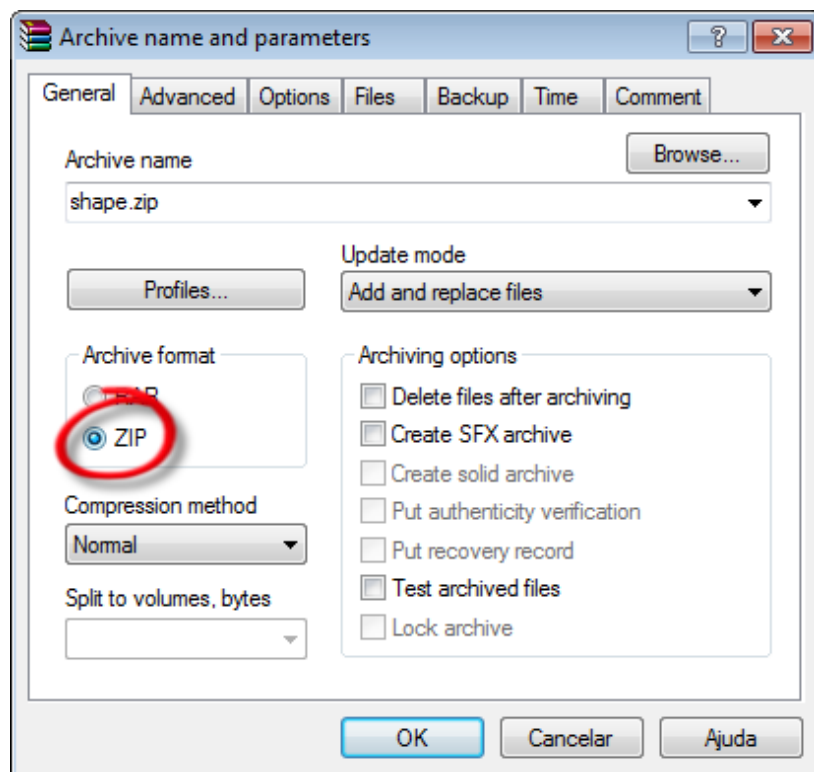 Archive name and parameters
General Advanced Options Files Backup Time Comment
Archive name
Browse...
shape.zip
Update mode
Profiles...
Add and replace files
Archive format
RAR
ZIP
Archiving options
Delete files after archiving
Create SFX archive
Create solid archive
Put authenticity verification
Put recovery record
Test archived files
Lock archive
Compression method
Normal
Split to volumes, bytes
OK Cancelar Ajuda